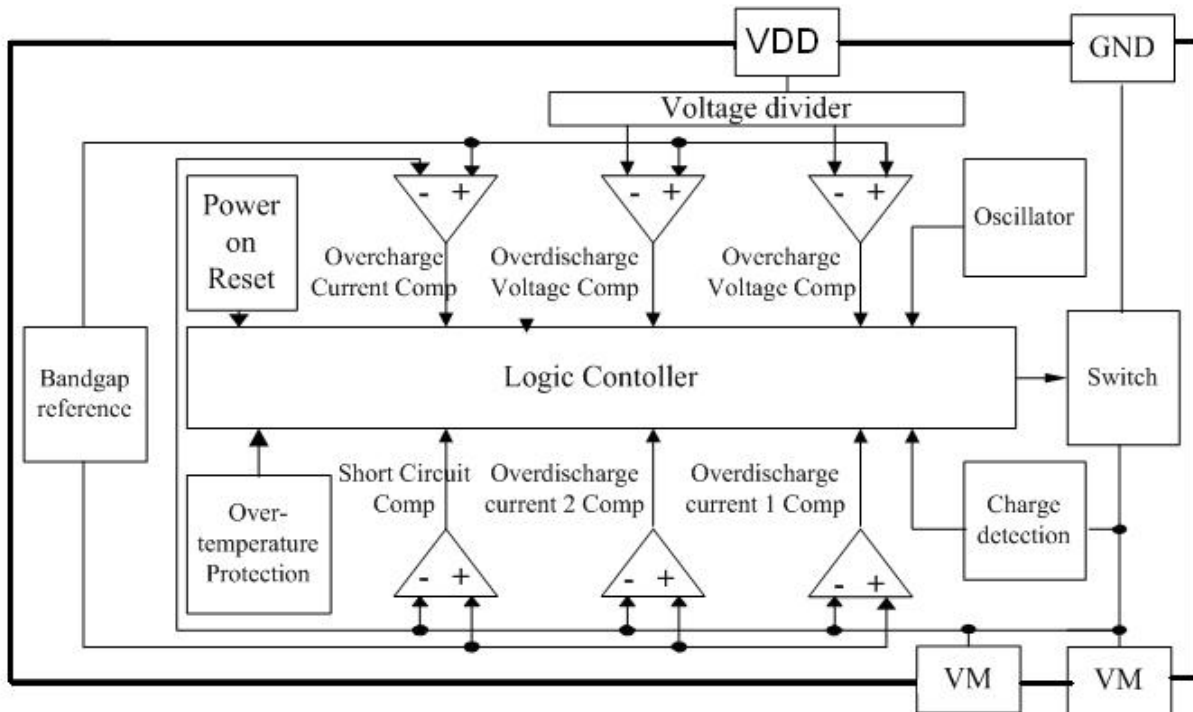 VDD
GND
Voltage divider
- +
- +
- +
Power
on
Reset
Oscillator
Overcharge
Current Comp
Overdischarge
Voltage Comp
Overcharge
Voltage Comp
Bandgap
reference
Logic Contoller
Switch
Short Circuit
Comp
Overdischarge
current 2 Comp
Overdischarge
current 1 Comp
Over-
temperature
Protection
Charge
detection
- +
- +
- +
VM
VM